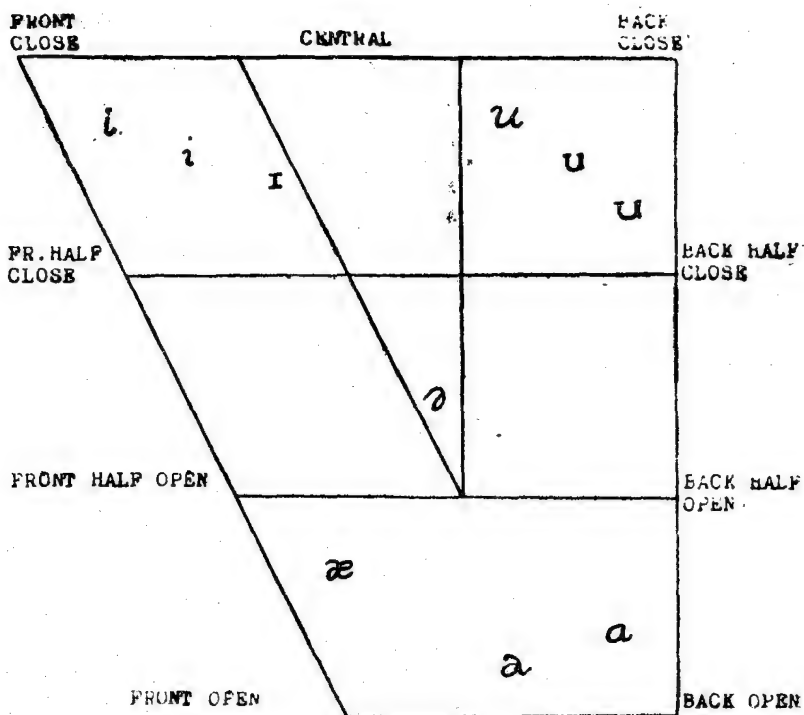 FRONT CLOSE
CENTRAL
BACK CLOSE
i
i
ɪ
u
u
u
FR. HALF CLOSE
BACK HALF CLOSE
ə
FRONT HALF OPEN
BACK HALF OPEN
æ
a
a
FRONT OPEN
BACK OPEN